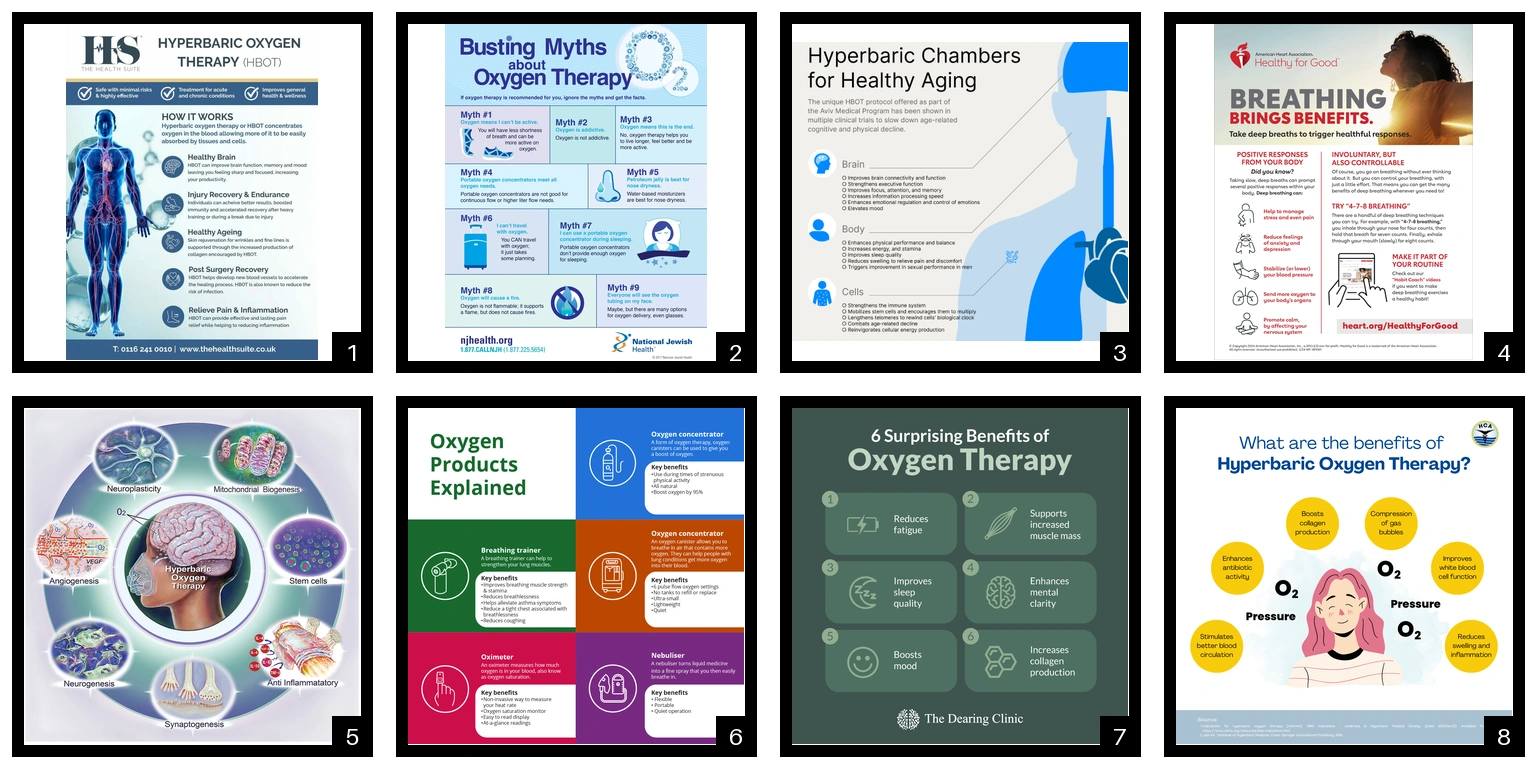 HS
THE HEALTH SUITE
HYPERBARIC OXYGEN
THERAPY (HBOT)
Safe with minimal risks
& highly effective
Treatment for acute
and chronic conditions
Improves general
health & wellness
HOW IT WORKS
Hyperbaric oxygen therapy or HBOT concentrates
oxygen in the blood allowing more of it to be easily
absorbed by tissues and cells.
Healthy Brain
HBOT can improve brain function, memory and mood
leaving you feeling sharp and focused, increasing
your productivity.
Injury Recovery & Endurance
Individuals can achieve better results, boosted
immunity and accelerated recovery after heavy
training or during a break due to injury
Healthy Ageing
Skin rejuvenation for wrinkles and fine lines is
supported through the increased production of
collagen encouraged by HBOT.
Post Surgery Recovery
HBOT helps develop new blood vessels to accelerate
the healing process. HBOT is also known to reduce the
risk of infection.
Relieve Pain & Inflammation
HBOT can provide effective and lasting pain
relief while helping to reducing inflammation
T: 0116 241 0010 | www.thehealthsuite.co.uk
1
Busting Myths
about
Oxygen Therapy
If oxygen therapy is recommended for you, ignore the myths and get the facts.
Myth #1
Oxygen means I can't be active.
You will have less shortness
of breath and can be
more active on
oxygen.
Myth #2
Oxygen is addictive.
Oxygen is not addictive.
Myth #3
Oxygen means this is the end.
No, oxygen therapy helps you
to live longer, feel better and be
more active.
Myth #4
Portable oxygen concentrators meet all
oxygen needs.
Portable oxygen concentrators are not good for
continuous flow or higher liter flow needs.
Myth #5
Petroleum jelly is best for
nose dryness.
Water-based moisturizers
are best for nose dryness.
Myth #6
I can't travel
with oxygen.
You CAN travel
with oxygen;
it just takes
some planning.
Myth #7
I can use a portable oxygen
concentrator during sleeping.
Portable oxygen concentrators
don't provide enough oxygen
for sleeping.
Myth #8
Oxygen will cause a fire.
Oxygen is not flammable; it supports
a flame, but does not cause fires.
Myth #9
Everyone will see the oxygen
tubing on my face.
Maybe, but there are many options
for oxygen delivery, even glasses.
njhealth.org
1.877.CALLNJH (1.877.225.5654)
National Jewish
Health
2
Hyperbaric Chambers
for Healthy Aging
The unique HBOT protocol offered as part of
the Aviv Medical Program has been shown in
multiple clinical trials to slow down age-related
cognitive and physical decline.
Brain
O Improves brain connectivity and function
O Strengthens executive function
O Improves focus, attention, and memory
O Increases information processing speed
O Enhances emotional regulation and control of emotions
O Elevates mood
Body
O Enhances physical performance and balance
O Increases energy, and stamina
O Improves sleep quality
O Reduces swelling to relieve pain and discomfort
O Triggers improvement in sexual performance in men
Cells
O Strengthens the immune system
O Mobilizes stem cells and encourages them to multiply
O Lengthens telomeres to rewind cells' biological clock
O Combats age-related decline
O Reinvigorates cellular energy production
3
American Heart Association.
Healthy for Good™
BREATHING
BRINGS BENEFITS.
Take deep breaths to trigger healthful responses.
POSITIVE RESPONSES
FROM YOUR BODY
Did you know?
Taking slow, deep breaths can prompt
several positive responses within your
body. Deep breathing can:
Help to manage
stress and even pain
Reduce feelings
of anxiety and
depression
Stabilize (or lower)
your blood pressure
Send more oxygen to
your body's organs
Promote calm,
by affecting your
nervous system
INVOLUNTARY, BUT
ALSO CONTROLLABLE
Of course, you go on breathing without ever thinking
about it. But you can control your breathing, with
just a little effort. That means you can get the many
benefits of deep breathing whenever you need to!
TRY "4-7-8 BREATHING"
There are a handful of deep breathing techniques
you can try. For example, with "4-7-8 breathing,"
you inhale through your nose for four counts, then
hold that breath for seven counts. Finally, exhale
through your mouth (slowly) for eight counts.
MAKE IT PART OF
YOUR ROUTINE
Check out our
"Habit Coach" videos
if you want to make
deep breathing exercises
a healthy habit!
heart.org/HealthyForGood
4
Neuroplasticity
Mitochondrial Biogenesis
O₂
O₂
O₂
VEGF
Angiogenesis
Hyperbaric
Oxygen
Therapy
Stem cells
Neurogenesis
Anti Inflammatatory
Synaptogenesis
5
Oxygen
Products
Explained
Oxygen concentrator
A form of oxygen therapy, oxygen
canisters can be used to give you
a boost of oxygen.
Key benefits
•Use during times of strenuous
physical activity
•All natural
•Boost oxygen by 95%
Breathing trainer
A breathing trainer can help to
strengthen your lung muscles.
Key benefits
•Improves breathing muscle strength
& stamina
•Reduces breathlessness
•Helps alleviate asthma symptoms
•Reduce a tight chest associated with
breathlessness
•Reduces coughing
Oxygen concentrator
An oxygen canister allows you to
breathe in air that contains more
oxygen. They can help people with
lung conditions get more oxygen
into their blood.
Key benefits
•6 pulse flow oxygen settings
•No tanks to refill or replace
•Ultra-small
•Lightweight
•Quiet
Oximeter
An oximeter measures how much
oxygen is in your blood, also know
as oxygen saturation.
Key benefits
•Non-invasive way to measure
your heat rate
•Oxygen saturation monitor
•Easy to read display
•At-a-glance readings
Nebuliser
A nebuliser turns liquid medicine
into a fine spray that you then easily
breathe in.
Key benefits
• Flexible
• Portable
• Quiet operation
6
6 Surprising Benefits of
Oxygen Therapy
1
Reduces
fatigue
2
Supports
increased
muscle mass
3
Improves
sleep
quality
4
Enhances
mental
clarity
5
Boosts
mood
6
Increases
collagen
production
The Dearing Clinic
7
HCA
What are the benefits of
Hyperbaric Oxygen Therapy?
Boosts
collagen
production
Compression
of gas
bubbles
Enhances
antibiotic
activity
Improves
white blood
cell function
O₂
O₂
Pressure
Pressure
O₂
Stimulates
better blood
circulation
Reduces
swelling and
inflammation
Source
8